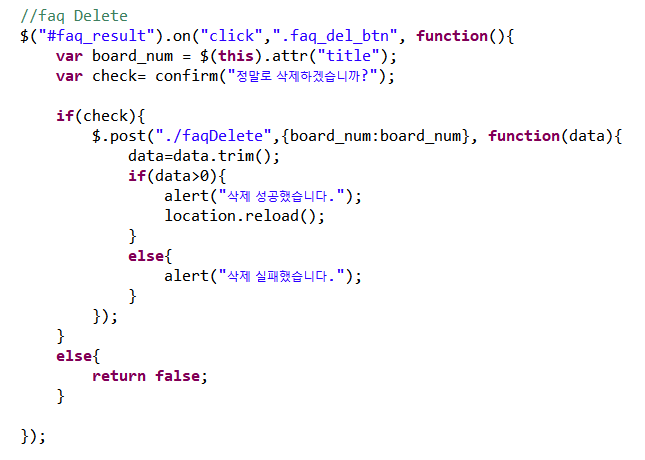 //faq Delete
$("#faq_result").on("click",".faq_del_btn", function(){
    var board_num = $(this).attr("title");
    var check= confirm("정말로 삭제하겠습니까?");
    if(check){
        $.post("./faqDelete",{board_num:board_num}, function(data){
            data=data.trim();
            if(data>0){
                alert("삭제 성공했습니다.");
                location.reload();
            }
            else{
                alert("삭제 실패했습니다.");
            }
        });
    }
    else{
        return false;
    }
});